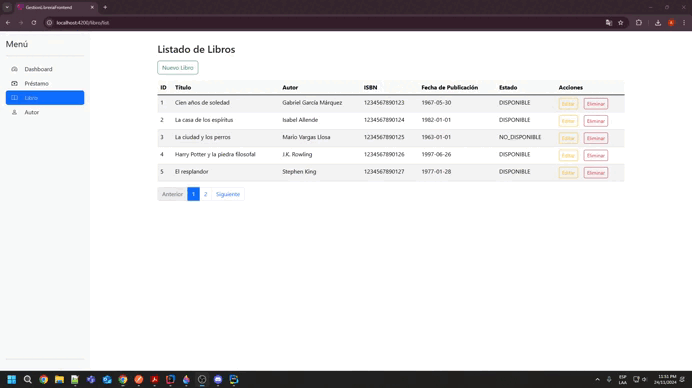 GestionLibreriaFrontend
localhost:4200/libro/list
Menú
Dashboard
Préstamo
Libro
Autor
Listado de Libros
Nuevo Libro
ID Título Autor ISBN Fecha de Publicación Estado Acciones
1 Cien años de soledad Gabriel García Márquez 1234567890123 1967-05-30 DISPONIBLE Editar Eliminar
2 La casa de los espíritus Isabel Allende 1234567890124 1982-01-01 DISPONIBLE Editar Eliminar
3 La ciudad y los perros Mario Vargas Llosa 1234567890125 1963-01-01 NO_DISPONIBLE Editar Eliminar
4 Harry Potter y la piedra filosofal J.K. Rowling 1234567890126 1997-06-26 DISPONIBLE Editar Eliminar
5 El resplandor Stephen King 1234567890127 1977-01-28 DISPONIBLE Editar Eliminar
Anterior 1 2 Siguiente
ESP
LAA
11:51 PM
24/11/2024